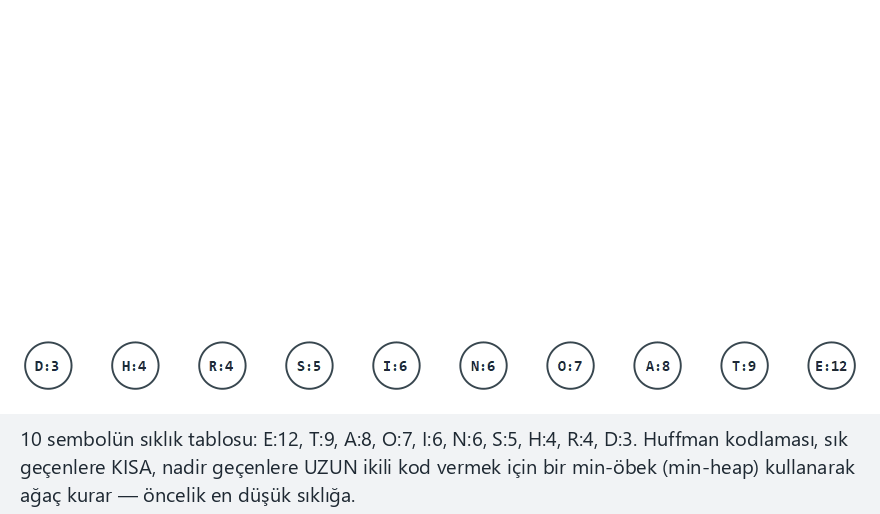 D:3 H:4 R:4 S:5 I:6 N:6 O:7 A:8 T:9 E:12
10 sembolün sıklık tablosu: E:12, T:9, A:8, O:7, I:6, N:6, S:5, H:4, R:4, D:3. Huffman kodlaması, sık
geçenlere KISA, nadir geçenlere UZUN ikili kod vermek için bir min-öbek (min-heap) kullanarak
ağaç kurar — öncelik en düşük sıklığa.